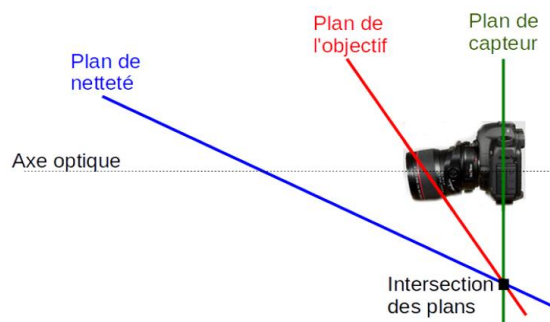 Plan de
l'objectif
Plan de
capteur
Plan de
netteté
Axe optique
Intersection
des plans